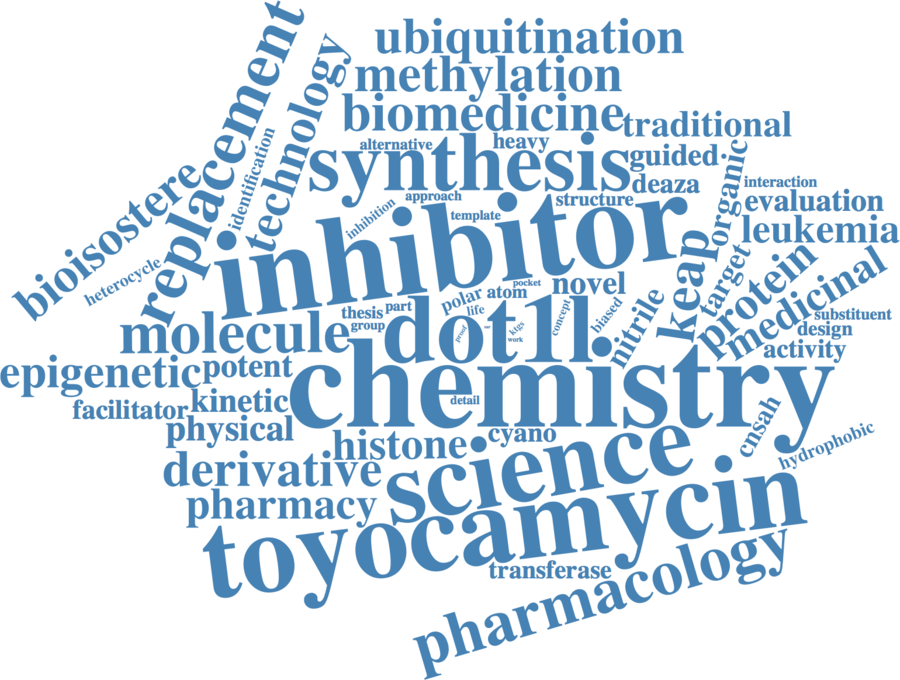 ubiquitination
methylation
biomedicine
traditional
alternative
heavy
synthesis
guided
deaza
organic
interaction
replacement
technology
identification
bioisostere
heterocycle
approach
structure
inhibition
template
evaluation
leukemia
inhibitor
keap
target
protein
medicinal
pocket
novel
atom
polar
life
thesis
part
group
dot1l
proof
ktgs
work
concept
biased
nitrile
substituent
design
activity
molecule
epigenetic
potent
chemistry
facilitator
kinetic
detail
physical
histone
cyano
cnsah
hydrophobic
derivative
science
pharmacy
toyocamycin
transferase
pharmacology